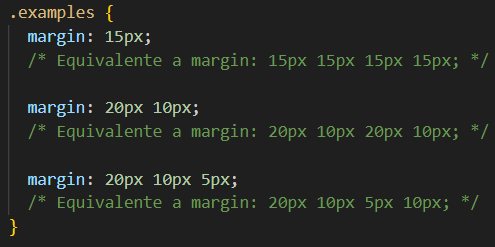 .examples {
margin: 15px;
/* Equivalente a margin: 15px 15px 15px 15px; */
margin: 20px 10px;
/* Equivalente a margin: 20px 10px 20px 10px; */
margin: 20px 10px 5px;
/* Equivalente a margin: 20px 10px 5px 10px; */
}